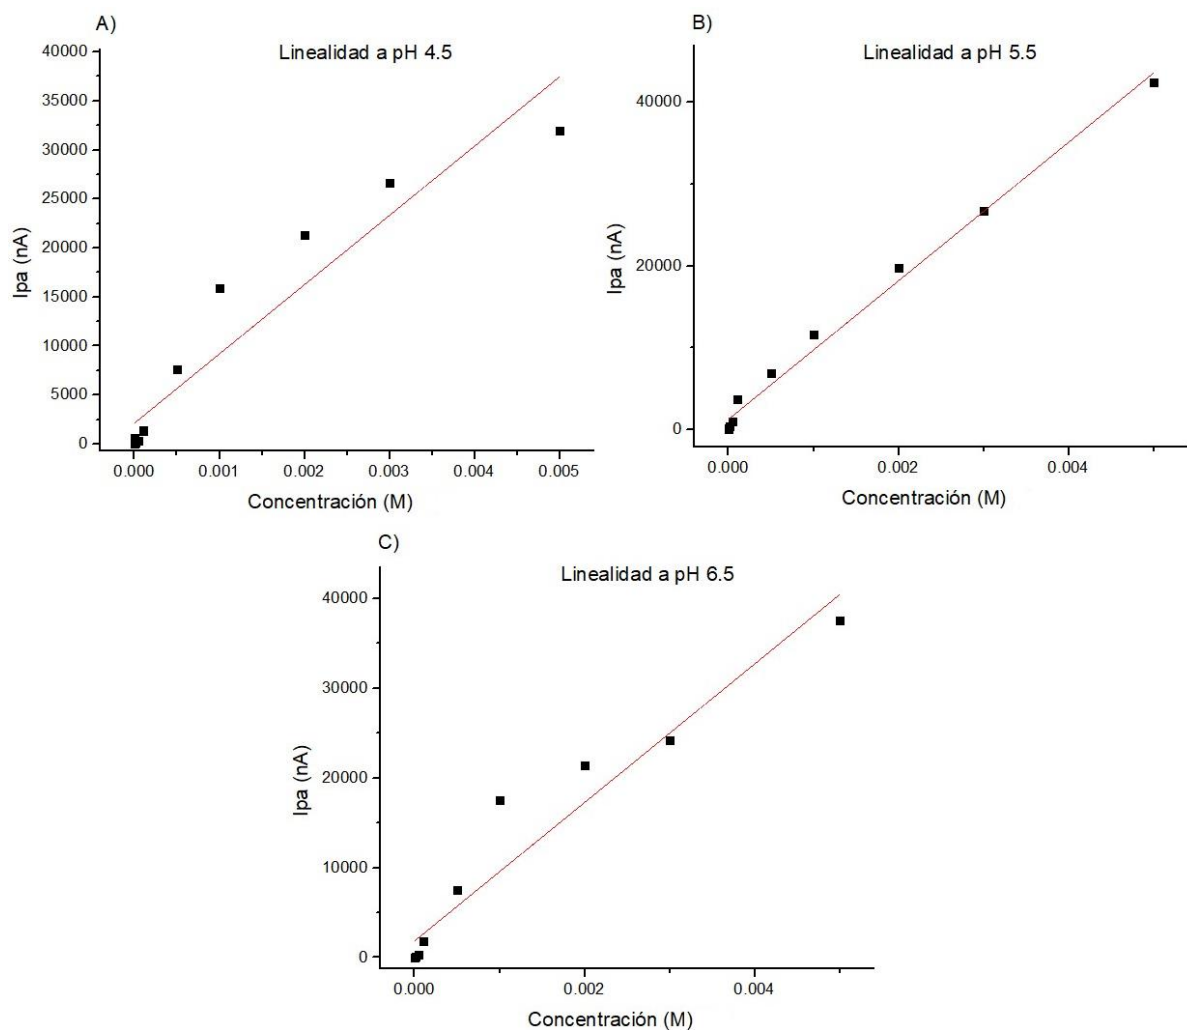 A)
Linealidad a pH 4.5
40000
35000
30000
25000
20000
15000
10000
5000
0
Ipa (nA)
0.000 0.001 0.002 0.003 0.004 0.005
Concentración (M)
B)
Linealidad a pH 5.5
40000
20000
0
Ipa (nA)
0.000 0.002 0.004
Concentración (M)
C)
Linealidad a pH 6.5
40000
30000
20000
10000
0
Ipa (nA)
0.000 0.002 0.004
Concentración (M)